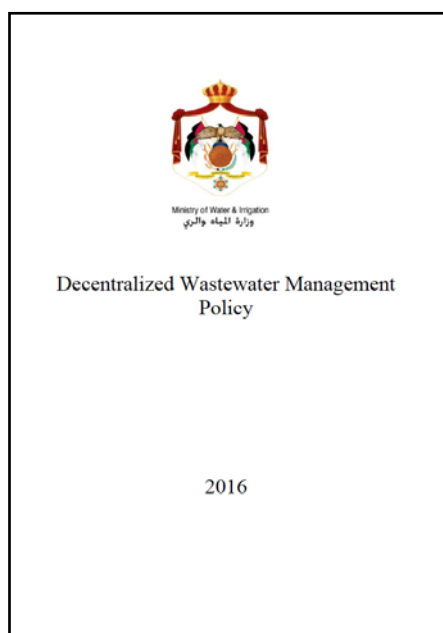 Ministry of Water & Irrigation
وزارة المياه والري
Decentralized Wastewater Management
Policy
2016